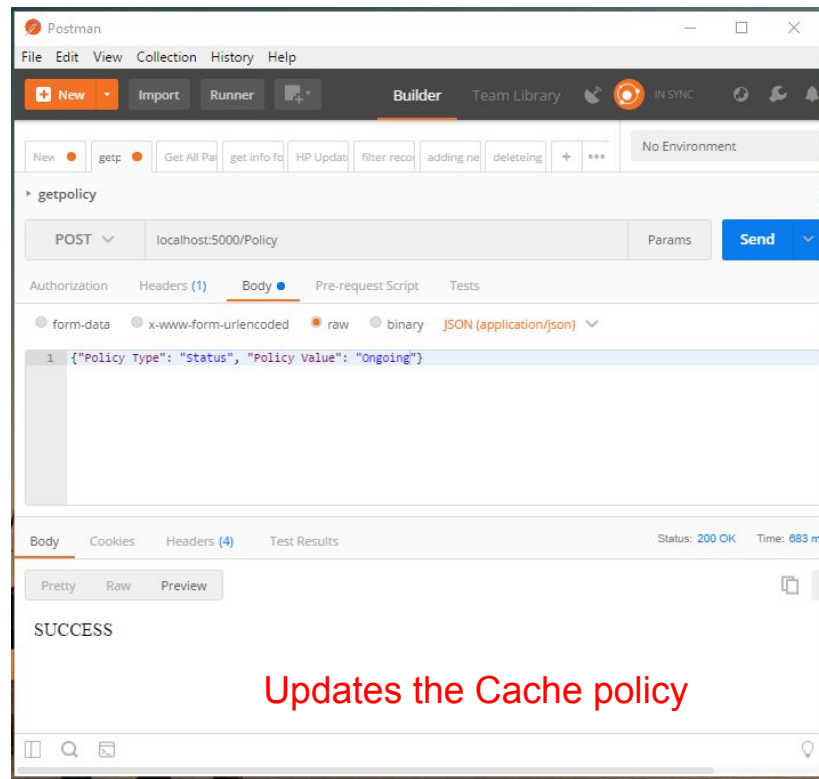 Postman
File Edit View Collection History Help
New Import Runner Builder Team Library IN SYNC
New getp Get All Pa get info fo HP Updat filter reco adding ne deleteing + ••• No Environment
getpolicy
POST localhost:5000/Policy Params Send
Authorization Headers (1) Body Pre-request Script Tests
form-data x-www-form-urlencoded raw binary JSON (application/json)
1 {"Policy Type": "Status", "Policy Value": "Ongoing"}
Body Cookies Headers (4) Test Results Status: 200 OK Time: 683 m
Pretty Raw Preview
SUCCESS
Updates the Cache policy